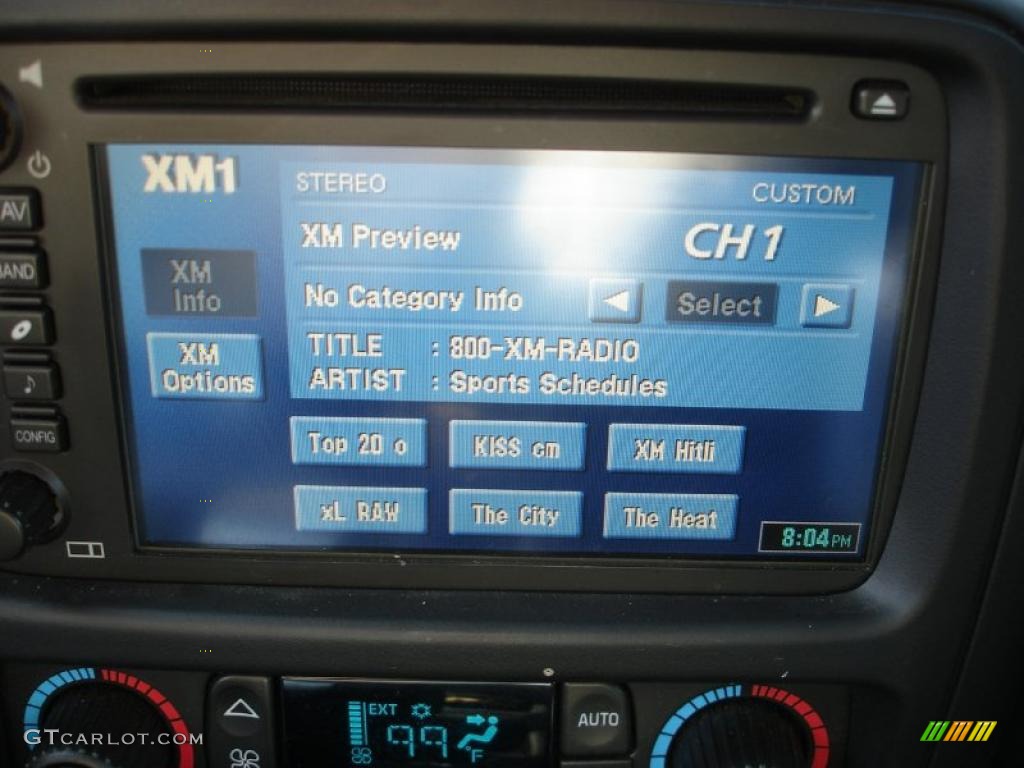 XM1
STEREO
CUSTOM
XM Preview
CH 1
XM
Info
No Category Info
Select
XM
Options
TITLE : 800-XM-RADIO
ARTIST : Sports Schedules
Top 20 o
KISS cm
XM Hitli
xL RAW
The City
The Heat
8:04 PM
AV
BAND
CONFIG
EXT
99
°F
AUTO
GTCARLOT.COM